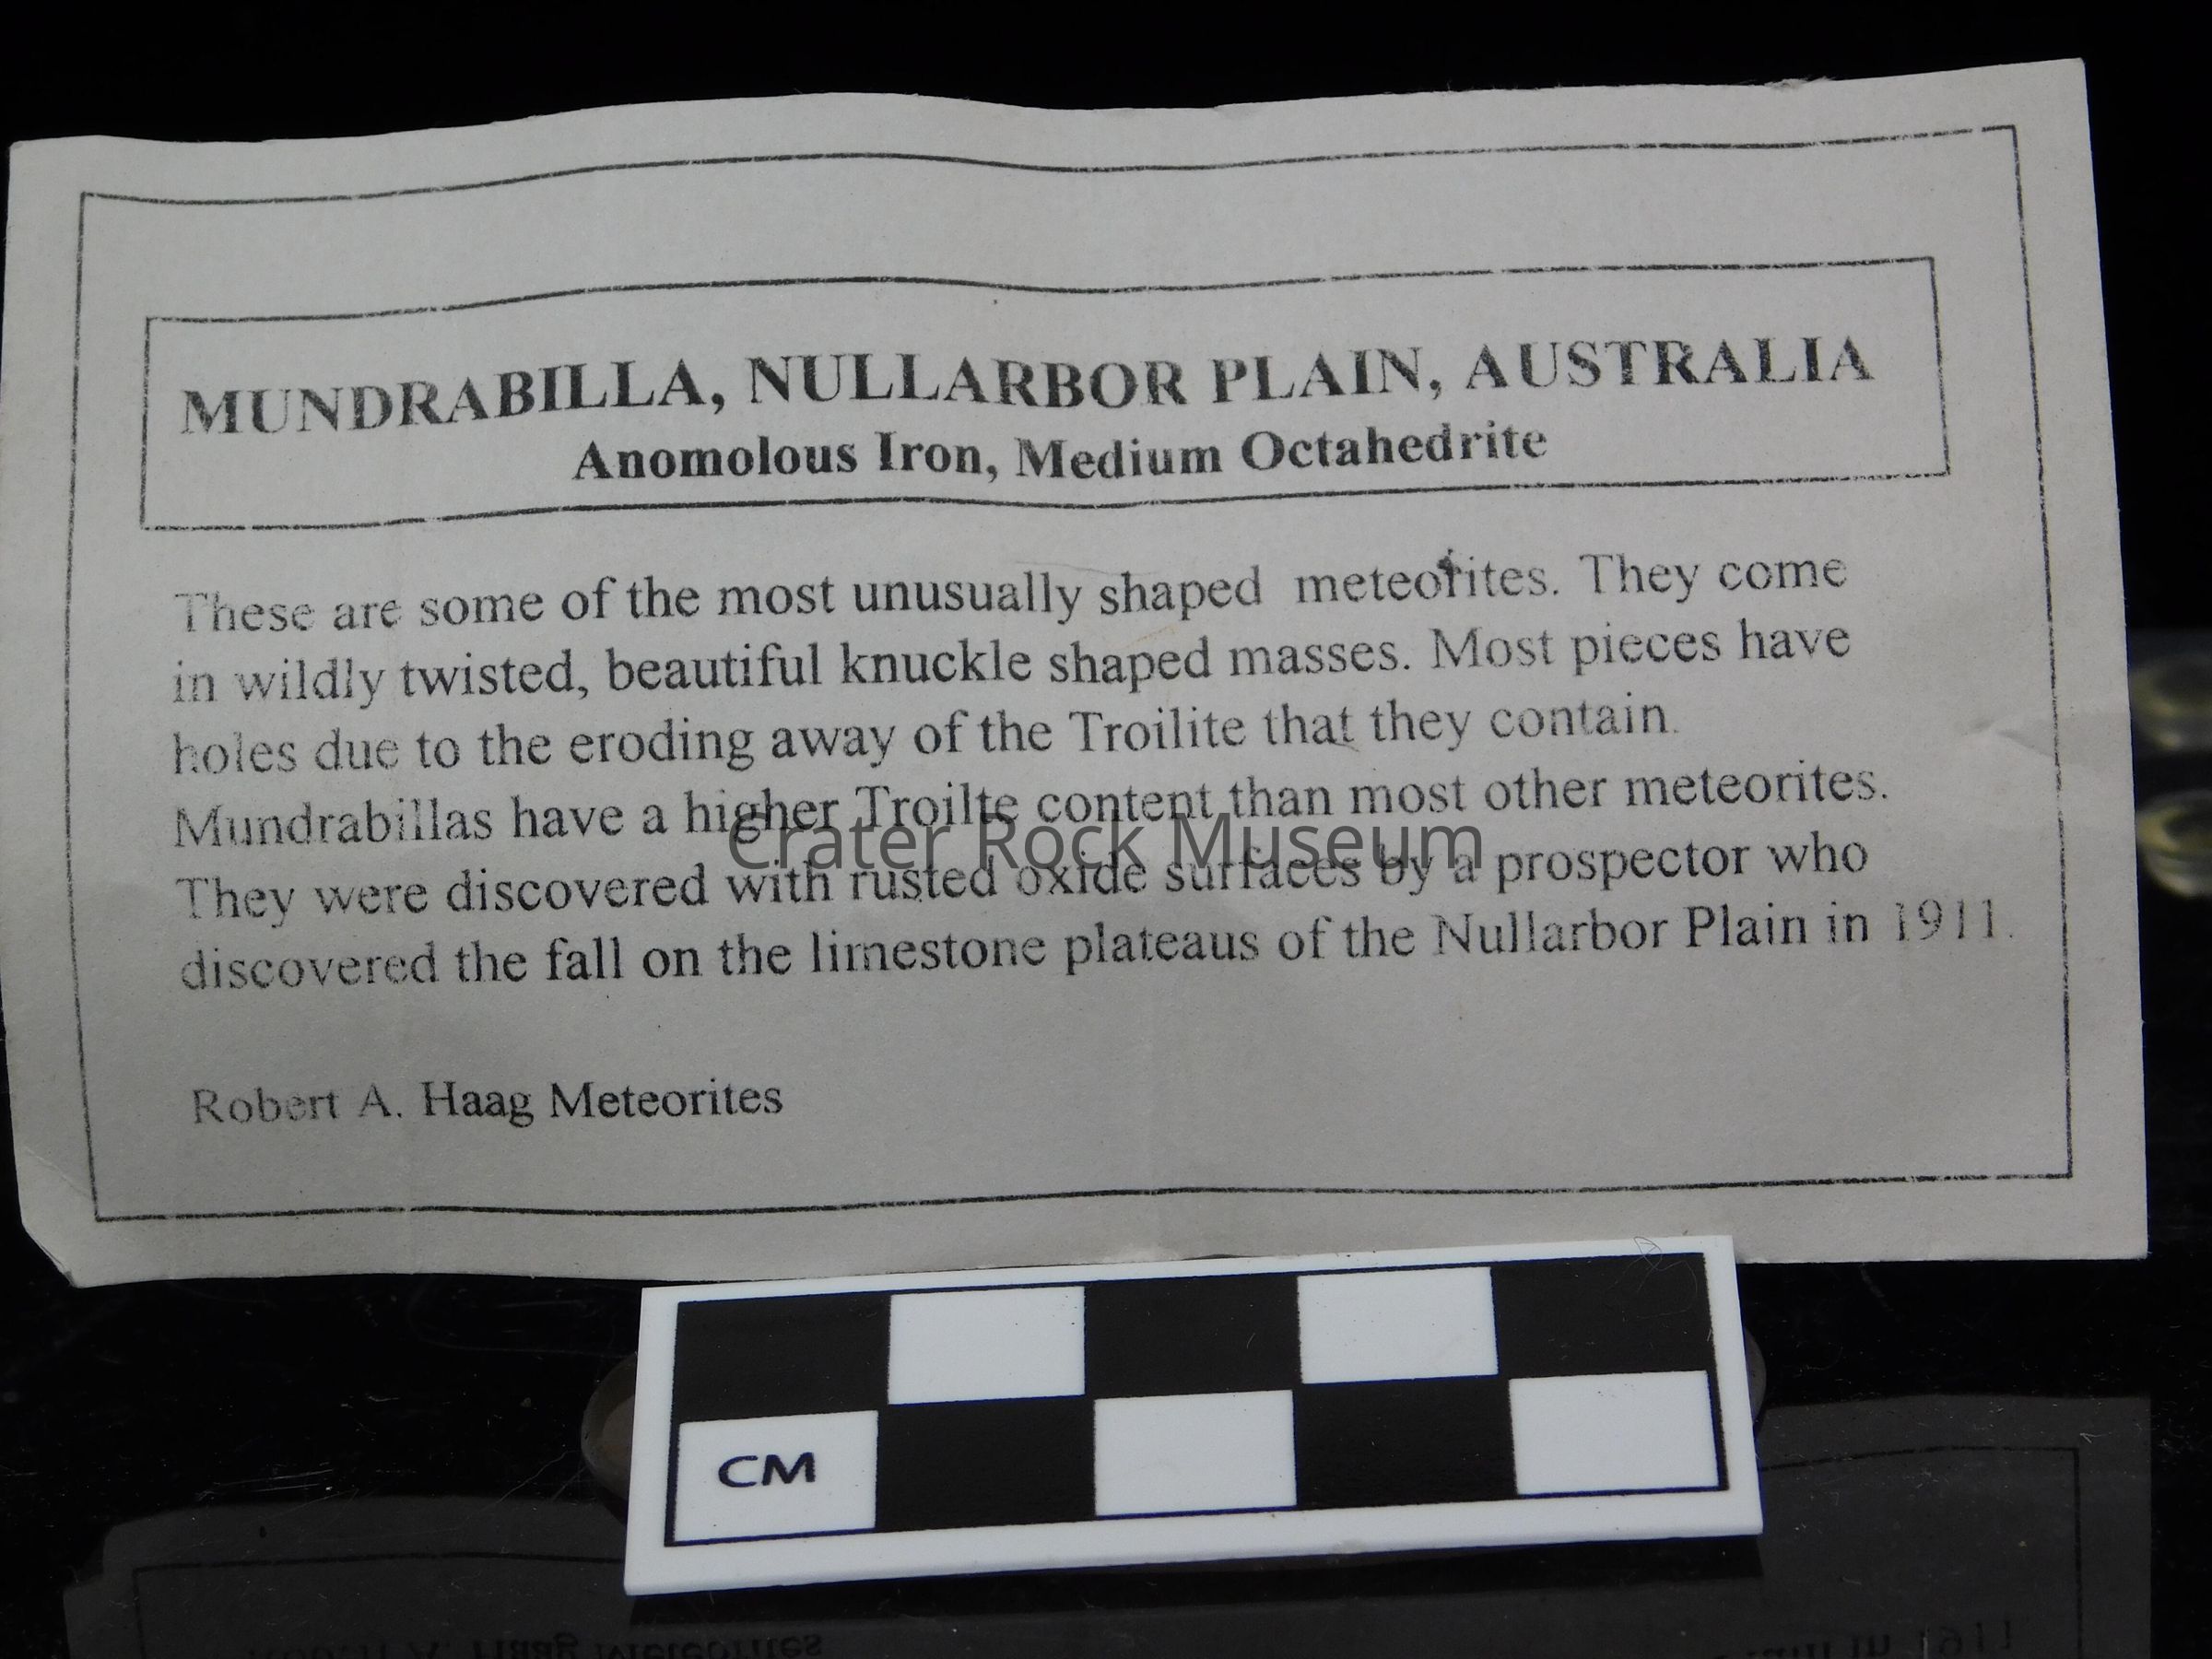 MUNDRABILLA, NULLARBOR PLAIN, AUSTRALIA
Anomolous Iron, Medium Octahedrite
These are some of the most unusually shaped meteorites. They come
in wildly twisted, beautiful knuckle shaped masses. Most pieces have
holes due to the eroding away of the Troilite that they contain.
Mundrabillas have a higher Troilte content than most other meteorites.
They were discovered with rusted oxide surfaces by a prospector who
discovered the fall on the limestone plateaus of the Nullarbor Plain in 1911.
Robert A. Haag Meteorites
Crater Rock Museum
CM